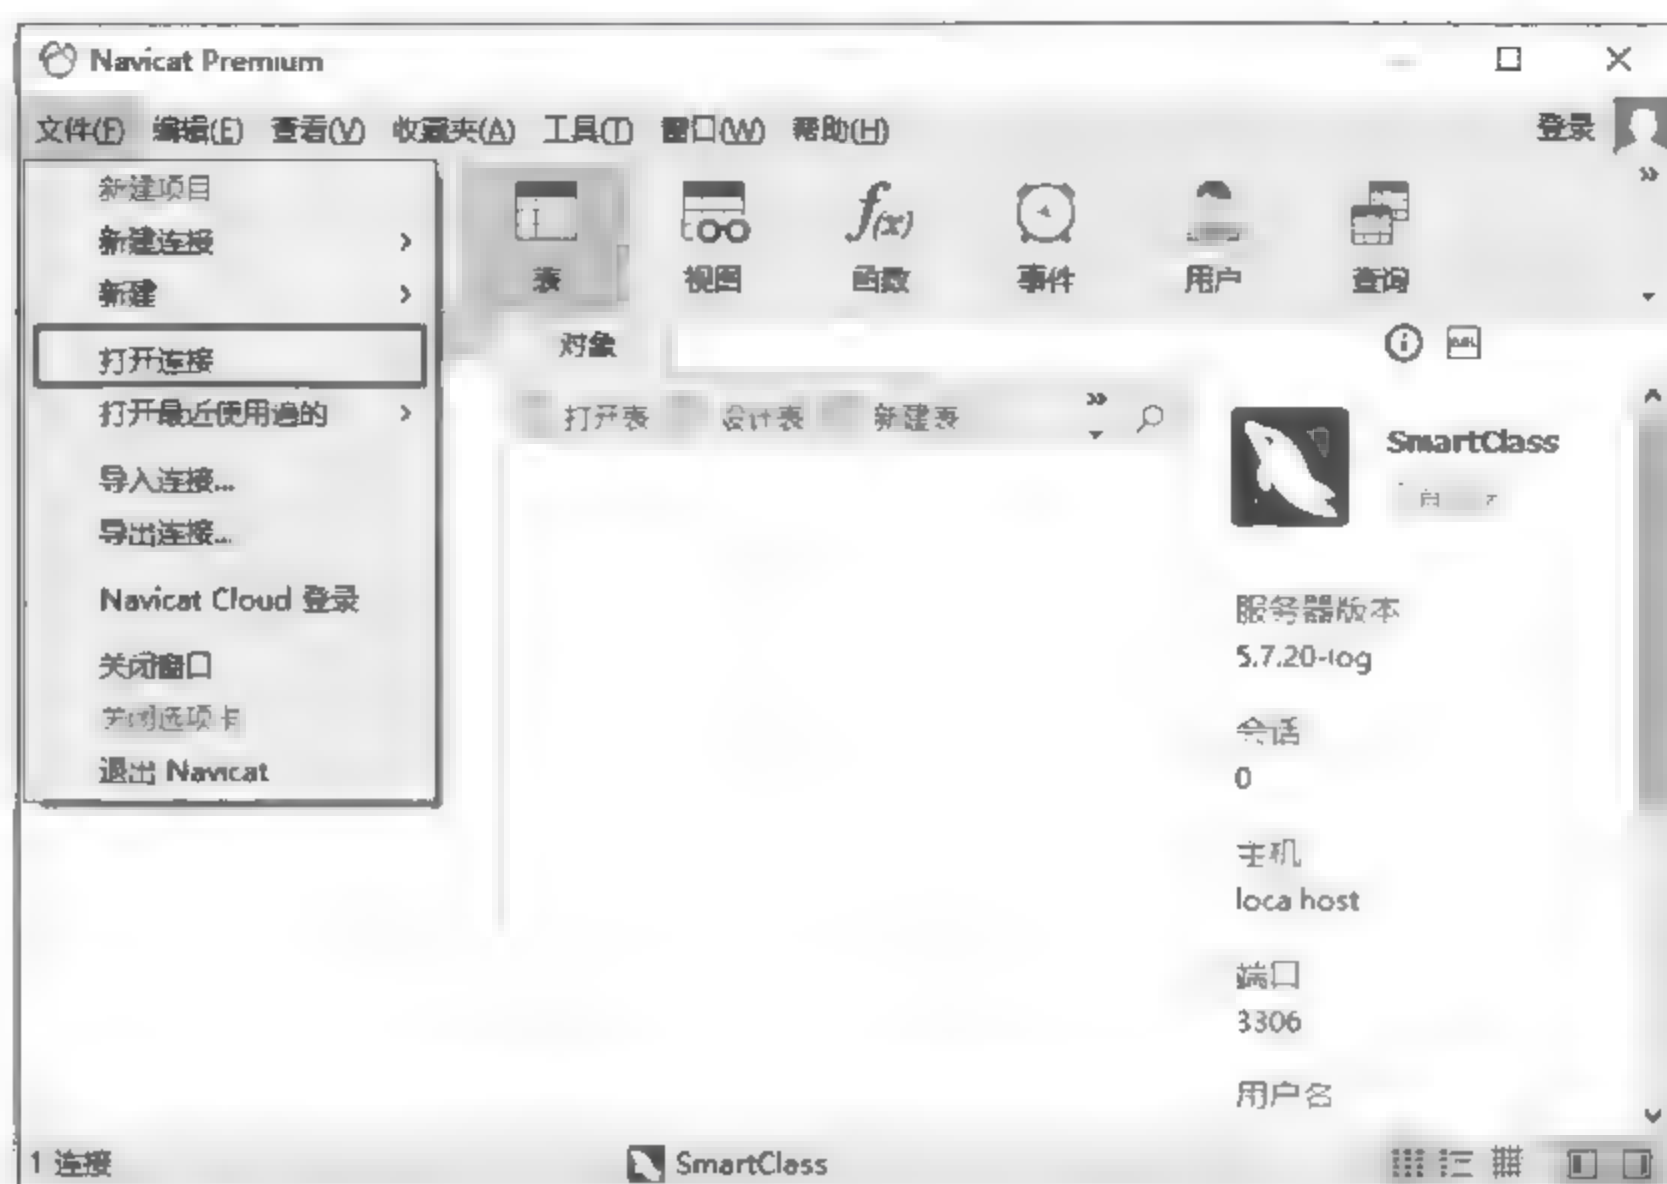 Navicat Premium
文件(F) 编辑(E) 查看(V) 收藏夹(A) 工具(T) 窗口(W) 帮助(H) 登录
新建项目
新建连接
新建
打开连接
打开最近使用过的
导入连接...
导出连接...
Navicat Cloud 登录
关闭窗口
关闭选项卡
退出 Navicat
表 视图 函数 事件 用户 查询
对象
打开表 设计表 新建表
SmartClass
服务器版本
5.7.20-log
会话
0
主机
localhost
端口
3306
用户名
1 连接 SmartClass